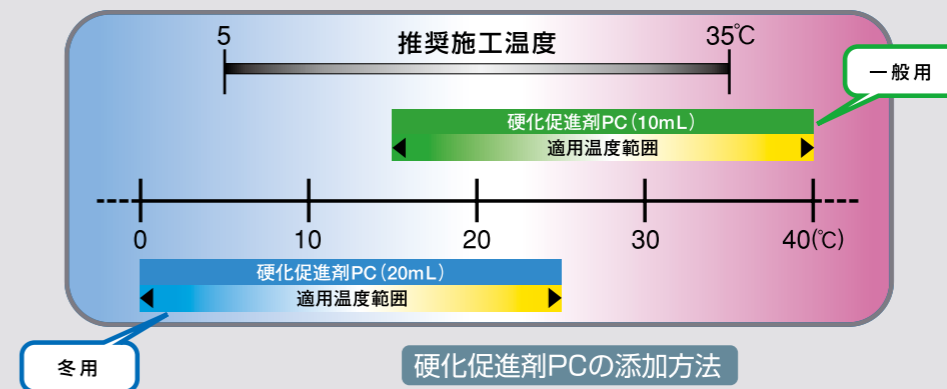 5 推奨施工温度 35℃
一般用
硬化促進剤PC(10mL)
適用温度範囲
0 10 20 30 40(℃)
硬化促進剤PC(20mL)
適用温度範囲
冬用
硬化促進剤PCの添加方法